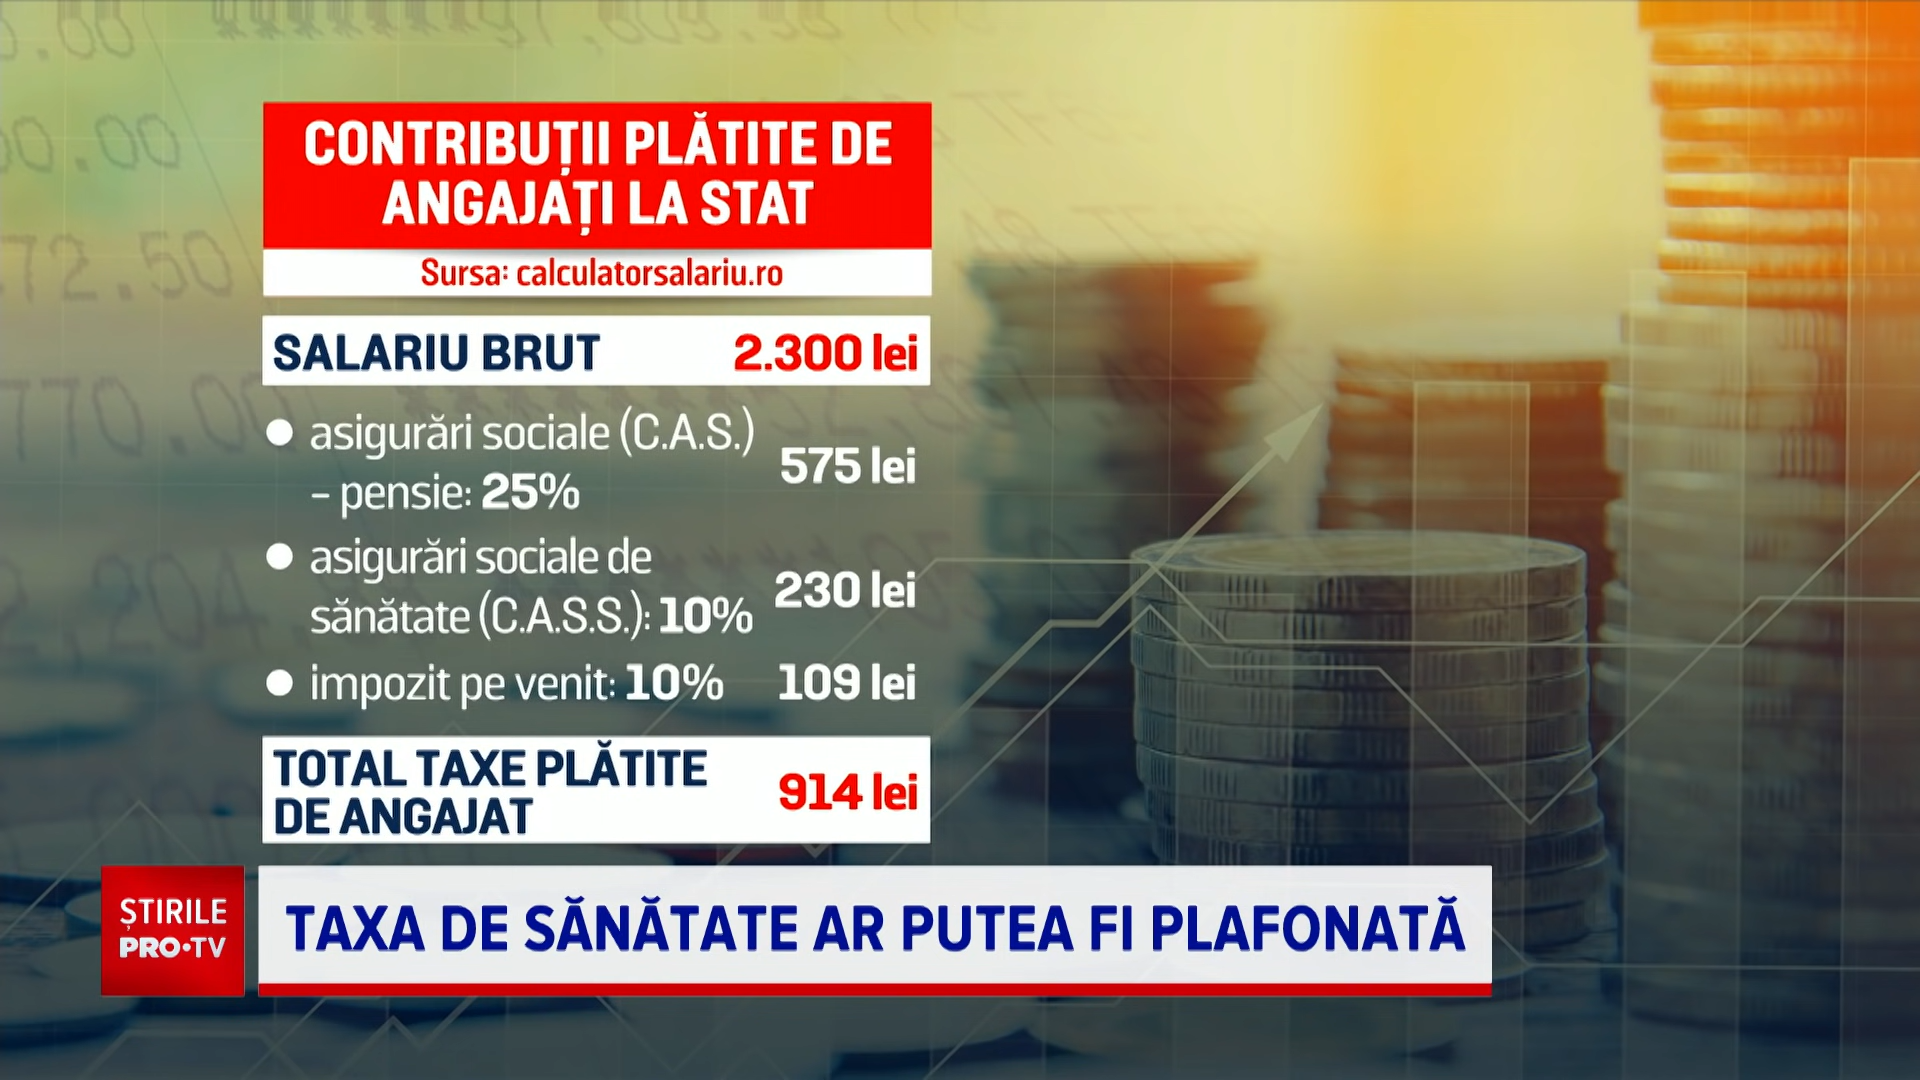 CONTRIBUȚII PLĂTITE DE
ANGAJAȚI LA STAT
Sursa: calculatorsalariu.ro
SALARIU BRUT 2.300 lei
● asigurări sociale (C.A.S.)
– pensie: 25% 575 lei
● asigurări sociale de
sănătate (C.A.S.S.): 10% 230 lei
● impozit pe venit: 10% 109 lei
TOTAL TAXE PLĂTITE
DE ANGAJAT 914 lei
ȘTIRILE
PRO•TV
TAXA DE SĂNĂTATE AR PUTEA FI PLAFONATĂ